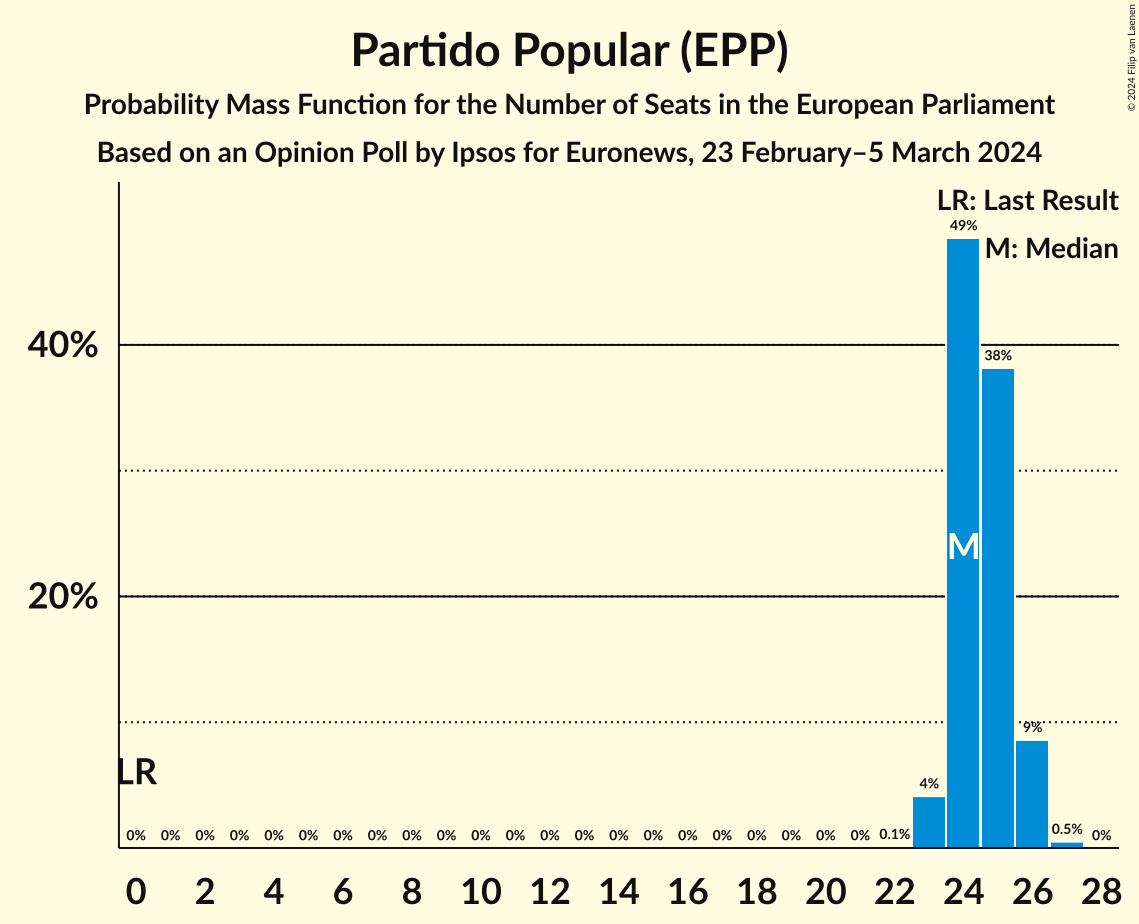 Partido Popular (EPP)
Probability Mass Function for the Number of Seats in the European Parliament
Based on an Opinion Poll by Ipsos for Euronews, 23 February–5 March 2024
© 2024 Filip van Laenen
LR: Last Result
M: Median
49%
40%
38%
M
20%
9%
LR
4%
0% 0% 0% 0% 0% 0% 0% 0% 0% 0% 0% 0% 0% 0% 0% 0% 0% 0% 0% 0% 0% 0% 0.1% 0.5% 0%
0 2 4 6 8 10 12 14 16 18 20 22 24 26 28